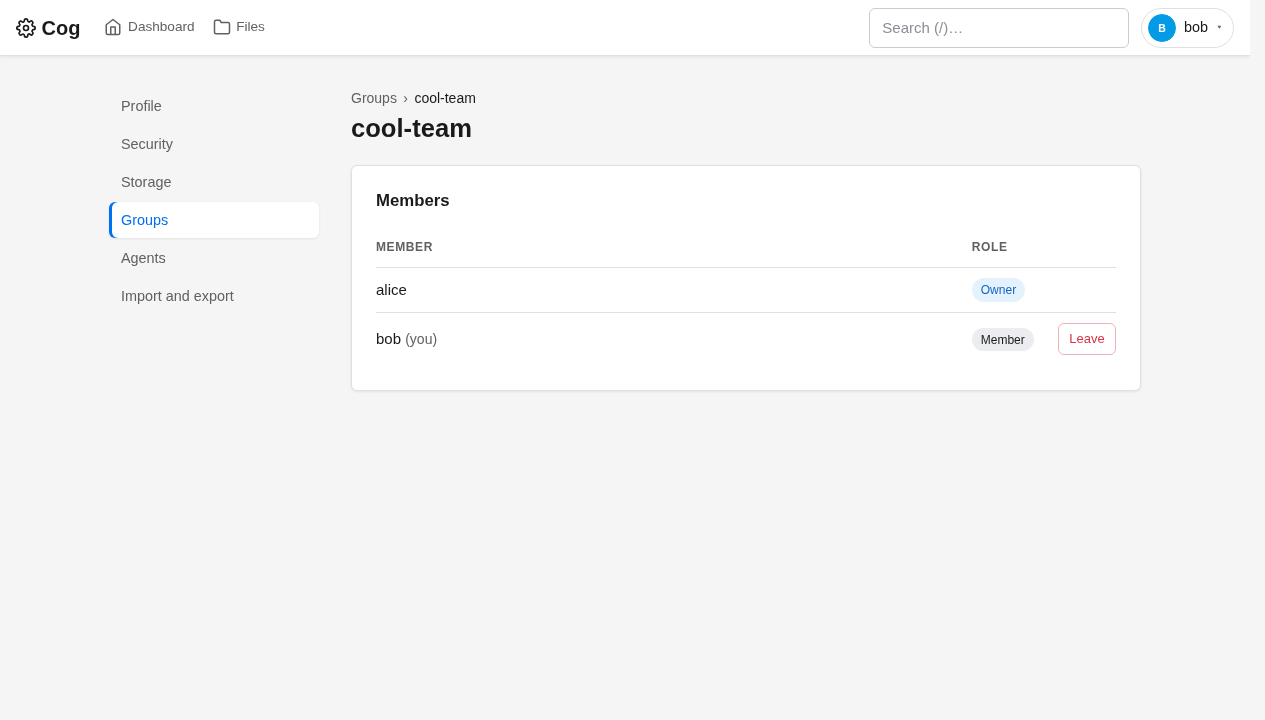 Cog Dashboard Files Search (/)… B bob
Profile
Security
Storage
Groups
Agents
Import and export
Groups › cool-team
cool-team
Members
MEMBER ROLE
alice Owner
bob (you) Member Leave